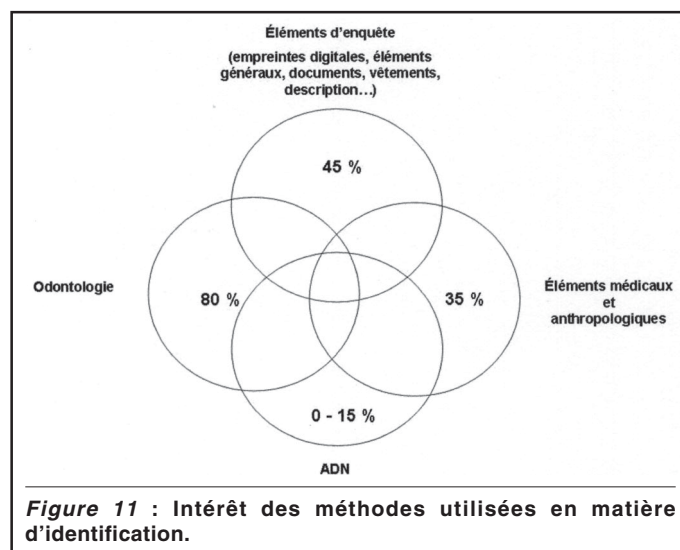 Éléments d'enquête
(empreintes digitales, éléments
généraux, documents, vêtements,
description...)
45 %
Odontologie
80 %
35 %
Éléments médicaux
et
anthropologiques
0 - 15 %
ADN
Figure 11 : Intérêt des méthodes utilisées en matière
d'identification.